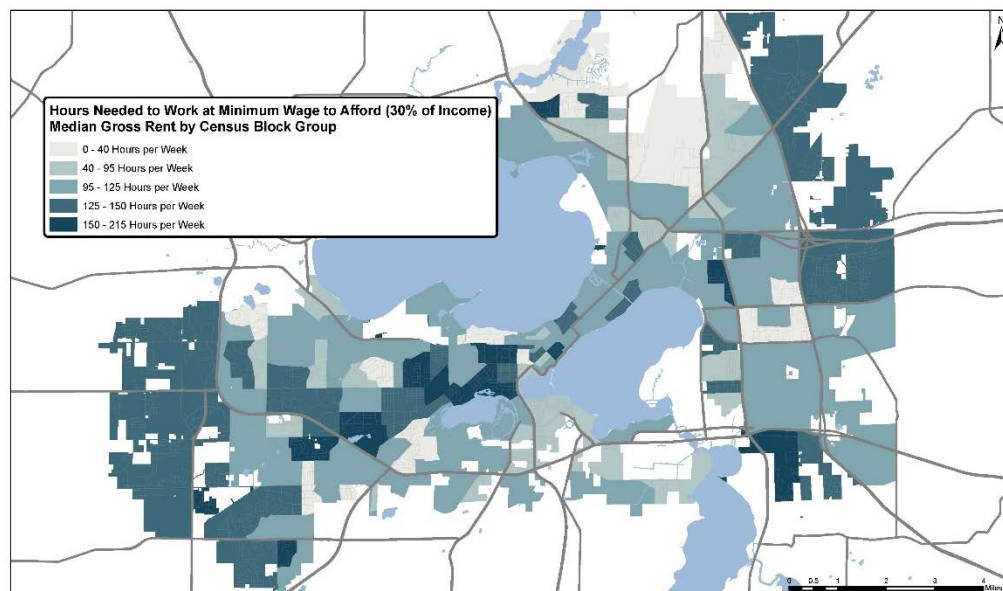 N
Hours Needed to Work at Minimum Wage to Afford (30% of Income)
Median Gross Rent by Census Block Group
0 - 40 Hours per Week
40 - 95 Hours per Week
95 - 125 Hours per Week
125 - 150 Hours per Week
150 - 215 Hours per Week
0 0.5 1 2 3 4
Miles